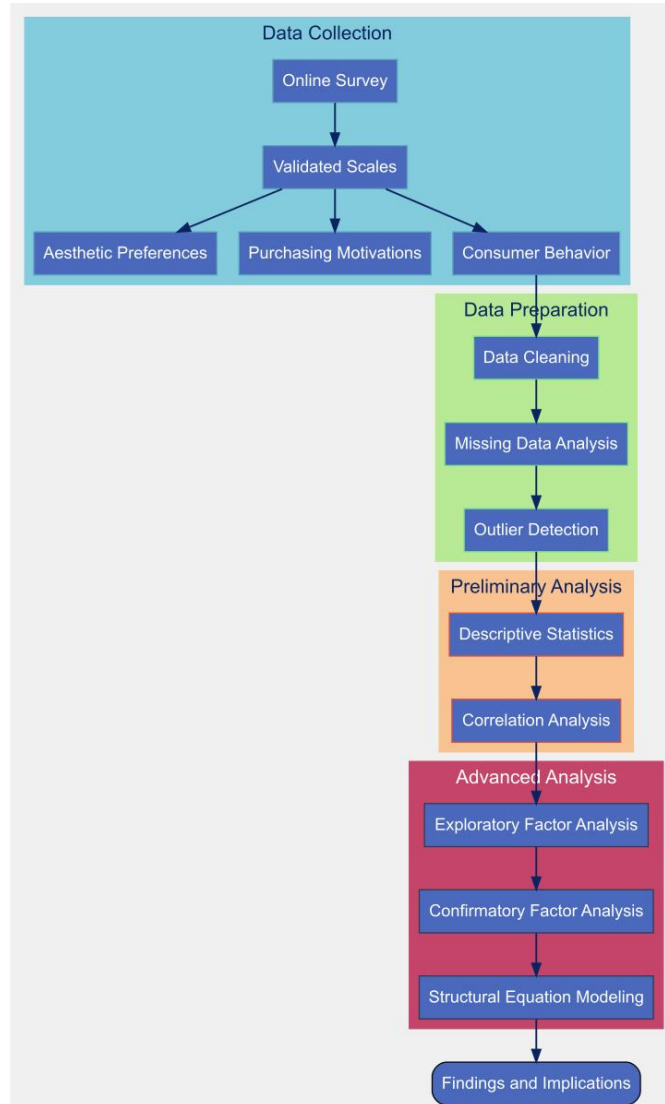 Data Collection
Online Survey
Validated Scales
Aesthetic Preferences
Purchasing Motivations
Consumer Behavior
Data Preparation
Data Cleaning
Missing Data Analysis
Outlier Detection
Preliminary Analysis
Descriptive Statistics
Correlation Analysis
Advanced Analysis
Exploratory Factor Analysis
Confirmatory Factor Analysis
Structural Equation Modeling
Findings and Implications